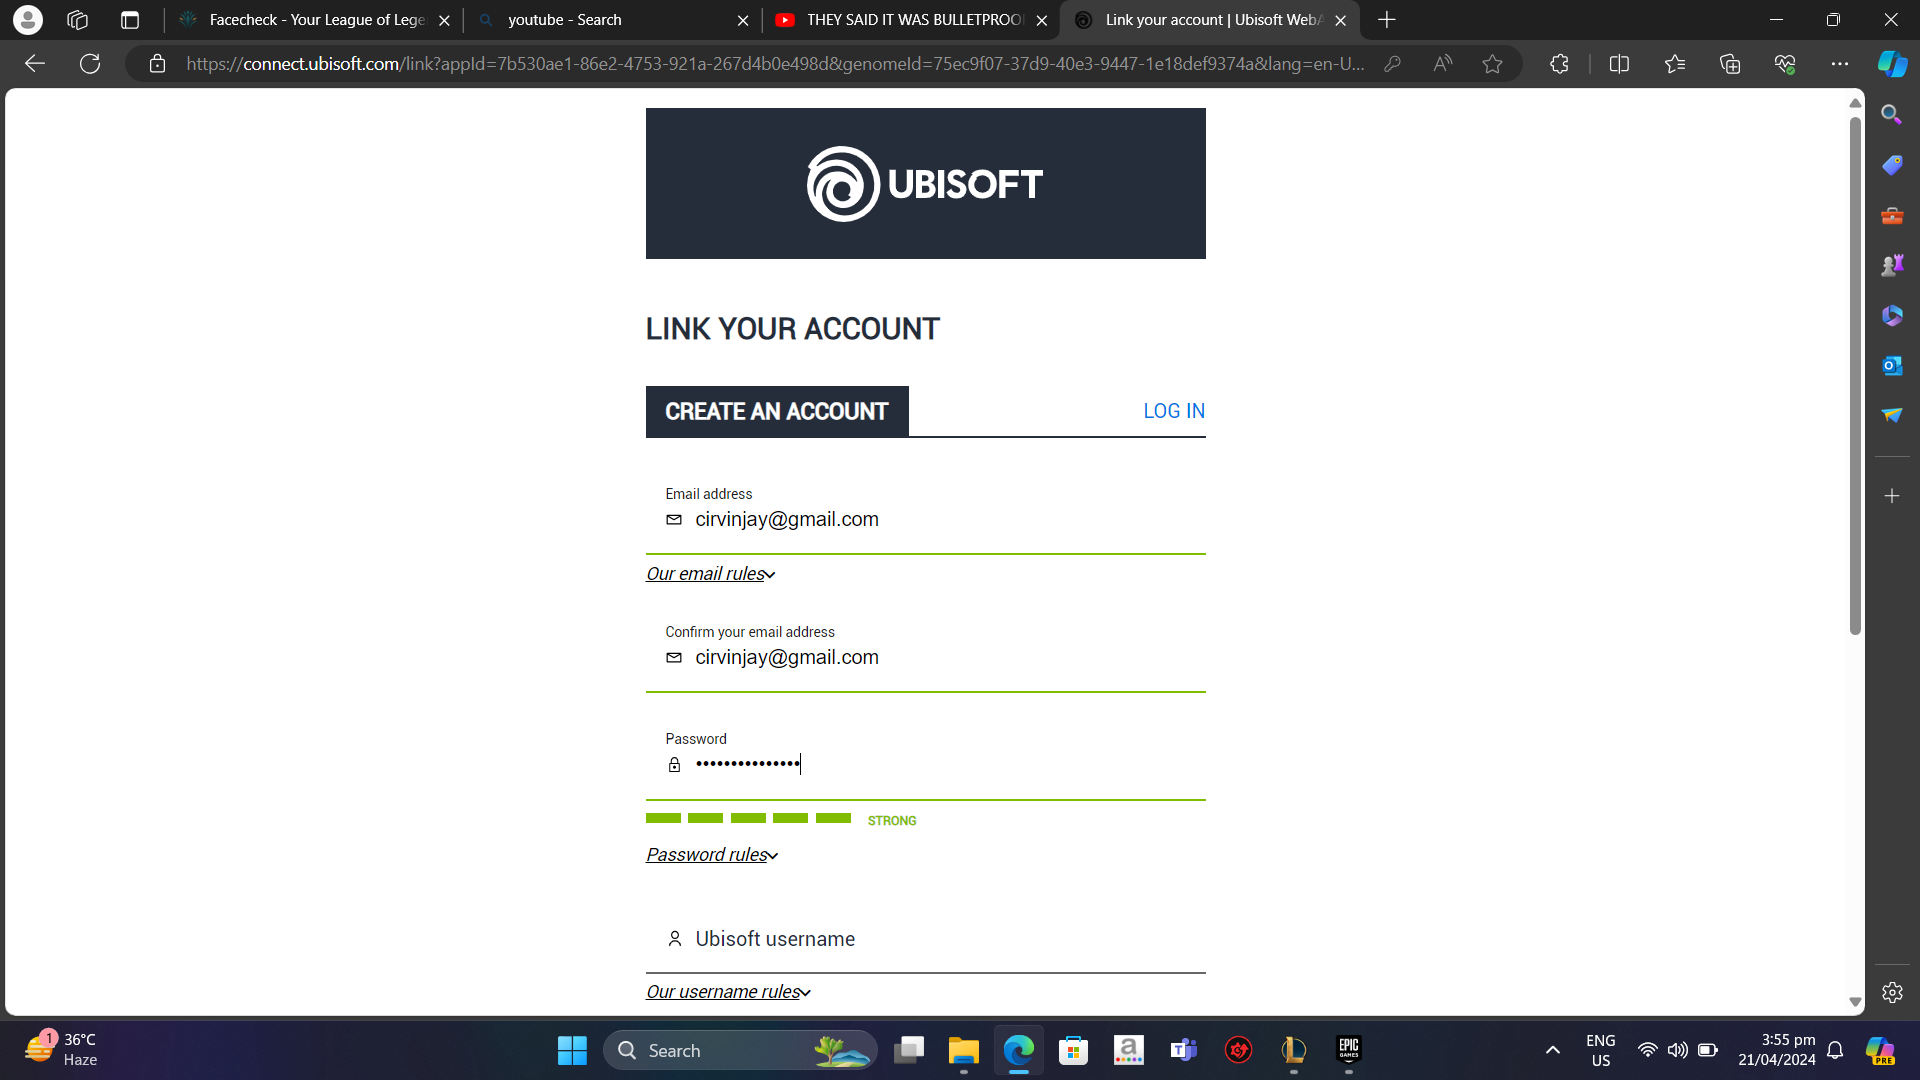 Facecheck - Your League of Lege
youtube - Search
THEY SAID IT WAS BULLETPROO
Link your account | Ubisoft WebA
https://connect.ubisoft.com/link?appId=7b530ae1-86e2-4753-921a-267d4b0e498d&genomeId=75ec9f07-37d9-40e3-9447-1e18def9374a&lang=en-U...
UBISOFT
LINK YOUR ACCOUNT
CREATE AN ACCOUNT
LOG IN
Email address
cirvinjay@gmail.com
Our email rules
Confirm your email address
cirvinjay@gmail.com
Password
•••••••••••••••
STRONG
Password rules
Ubisoft username
Our username rules
1
36°C
Haze
Search
a
T
EPIC
GAMES
ENG
US
3:55 pm
21/04/2024
PRE